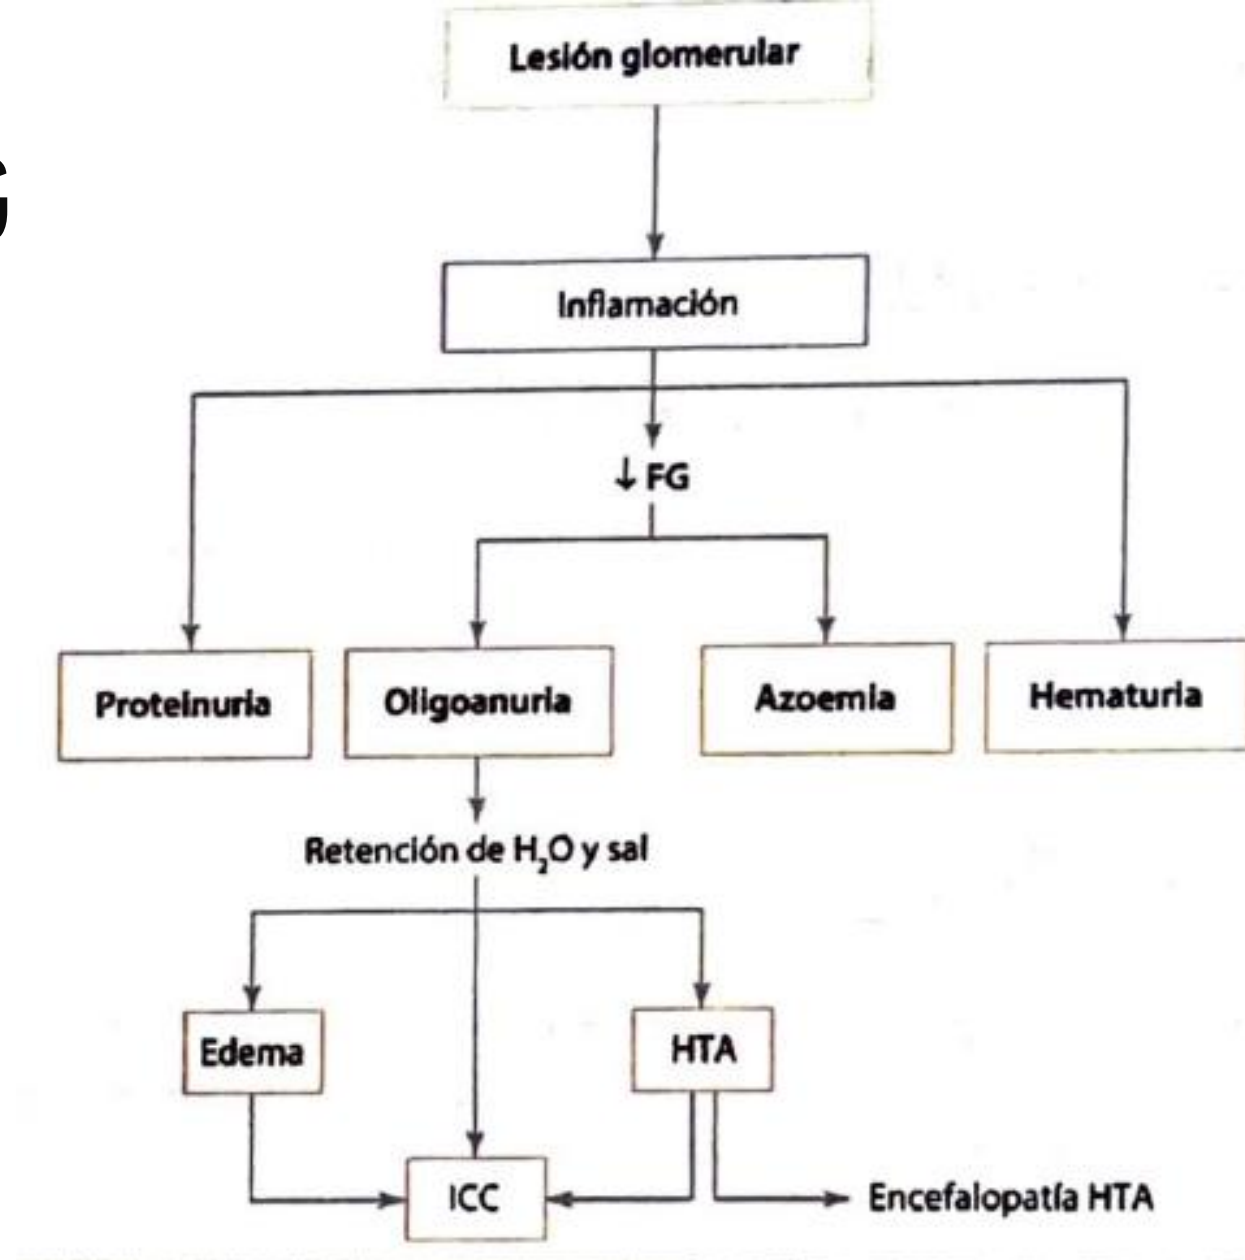 Lesión glomerular
Inflamación
↓ FG
Proteinuria
Oligoanuria
Azoemia
Hematuria
Retención de H₂O y sal
Edema
HTA
ICC
Encefalopatía HTA